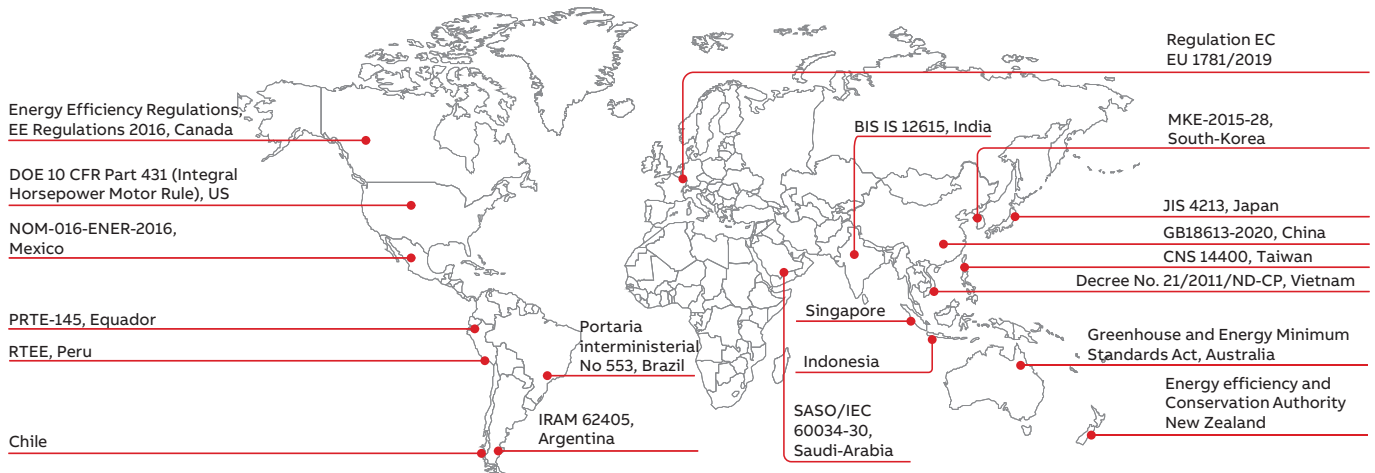 Regulation EC
EU 1781/2019
Energy Efficiency Regulations,
EE Regulations 2016, Canada
BIS IS 12615, India
MKE-2015-28,
South-Korea
DOE 10 CFR Part 431 (Integral
Horsepower Motor Rule), US
JIS 4213, Japan
NOM-016-ENER-2016,
Mexico
GB18613-2020, China
CNS 14400, Taiwan
Decree No. 21/2011/ND-CP, Vietnam
PRTE-145, Equador
Singapore
Portaria
interministerial
No 553, Brazil
Greenhouse and Energy Minimum
Standards Act, Australia
RTEE, Peru
Indonesia
Energy efficiency and
Conservation Authority
New Zealand
SASO/IEC
60034-30,
Saudi-Arabia
IRAM 62405,
Argentina
Chile